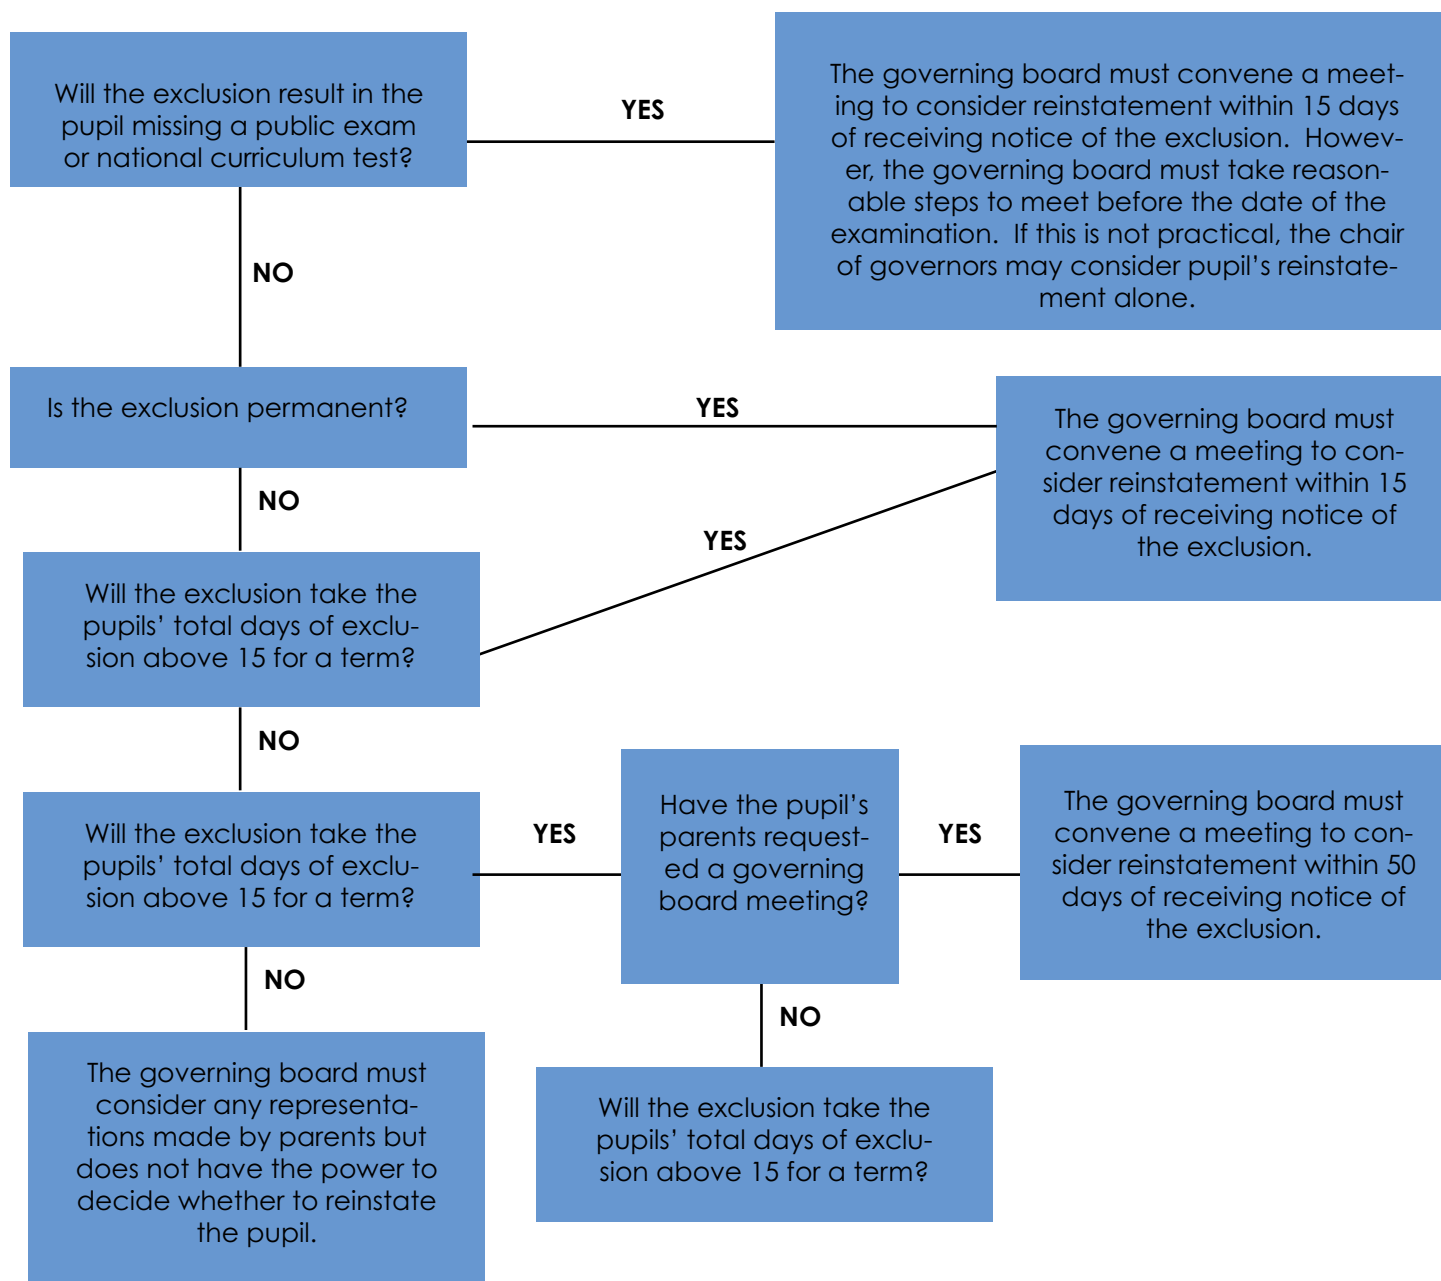 Will the exclusion result in the
pupil missing a public exam
or national curriculum test?
YES
The governing board must convene a meet-
ing to consider reinstatement within 15 days
of receiving notice of the exclusion.  Howev-
er, the governing board must take reason-
able steps to meet before the date of the
examination.  If this is not practical, the chair
of governors may consider pupil’s reinstate-
ment alone.
NO
Is the exclusion permanent?
YES
The governing board must
convene a meeting to con-
sider reinstatement within 15
days of receiving notice of
the exclusion.
NO
YES
Will the exclusion take the
pupils’ total days of exclu-
sion above 15 for a term?
NO
Will the exclusion take the
pupils’ total days of exclu-
sion above 15 for a term?
YES
Have the pupil’s
parents request-
ed a governing
board meeting?
YES
The governing board must
convene a meeting to con-
sider reinstatement within 50
days of receiving notice of
the exclusion.
NO
The governing board must
consider any representa-
tions made by parents but
does not have the power to
decide whether to reinstate
the pupil.
NO
Will the exclusion take the
pupils’ total days of exclu-
sion above 15 for a term?